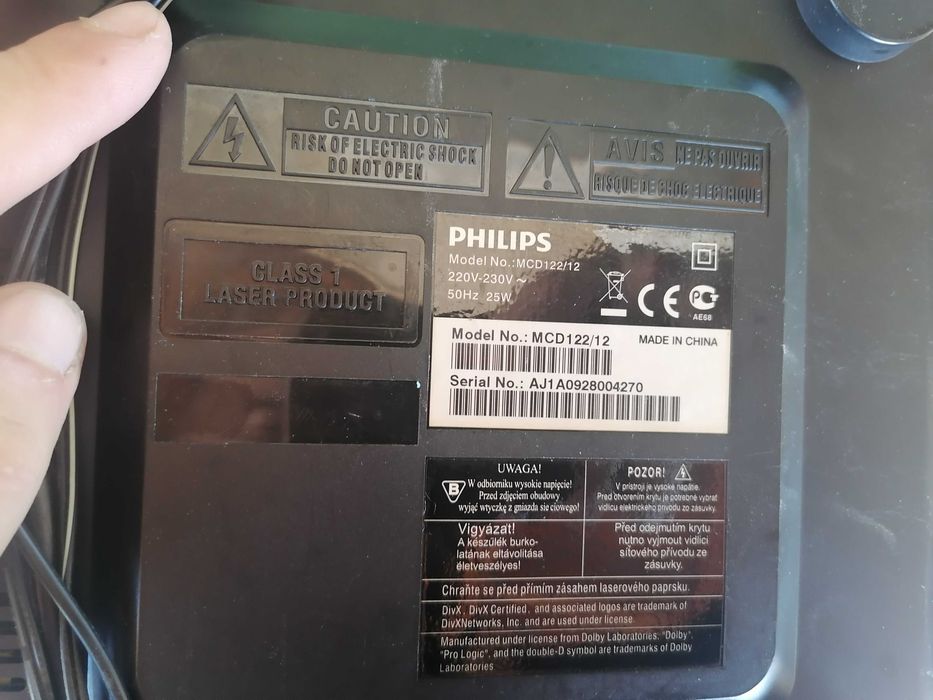 CAUTION
RISK OF ELECTRIC SHOCK
DO NOT OPEN
AVIS NE PAS OUVRIR
RISQUE DE CHOC ELECTRIQUE
CLASS 1
LASER PRODUCT
PHILIPS
Model No.:MCD122/12
220V-230V ~
50Hz 25W
CE
PG
AE68
Model No.: MCD122/12
MADE IN CHINA
Serial No.: AJ1A0928004270
UWAGA!
B
W odbiorniku wysokie napięcie!
Przed zdjęciem obudowy
wyjąć wtyczkę z gniazda sieciowego!
POZOR!
V prístroji je vysoké napätie.
Pred otvorením krytu je potrebné vybrať
vidlicu elektrického prívodu zo zásuvky.
Vigyázat!
A készülék burko-
latának eltávolítása
életveszélyes!
Před odejmutím krytu
nutno vyjmout vidlici
síťového přívodu ze
zásuvky.
Chraňte se před přímím zásahem laserového paprsku.
DivX, DivX Certified, and associated logos are trademark of
DivXNetworks, Inc. and are used under license.
Manufactured under license from Dolby Laboratories. "Dolby",
"Pro Logic", and the double-D symbol are trademarks of Dolby
Laboratories.